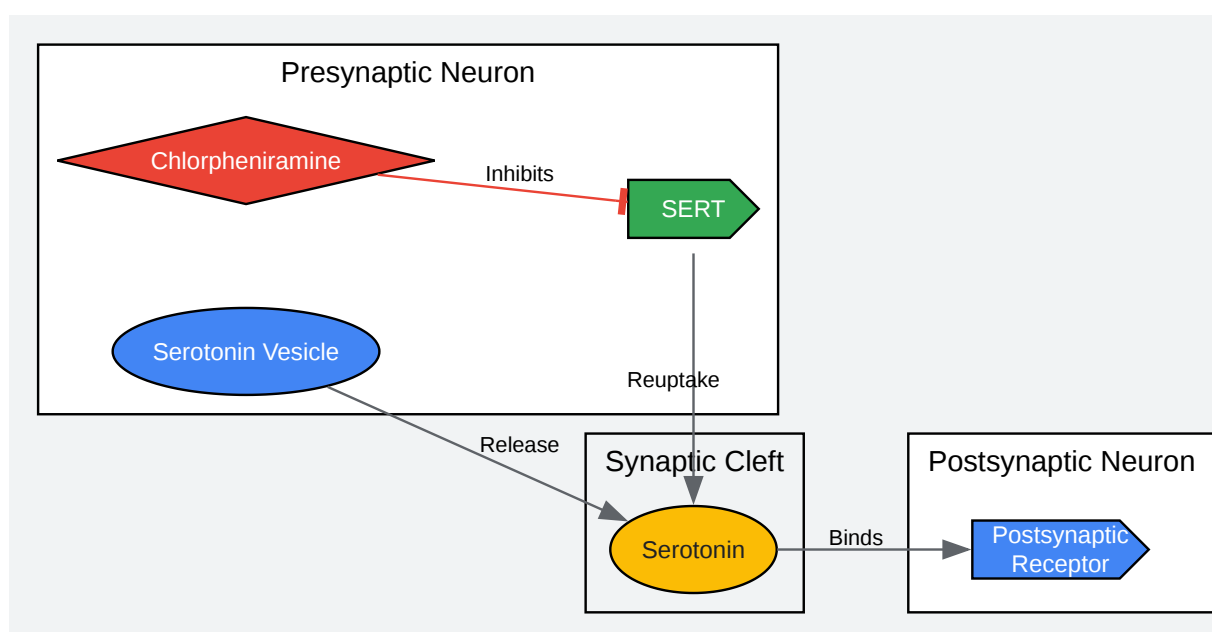 Presynaptic Neuron
Chlorpheniramine
Inhibits
SERT
Serotonin Vesicle
Reuptake
Release
Synaptic Cleft
Postsynaptic Neuron
Serotonin
Binds
Postsynaptic
Receptor